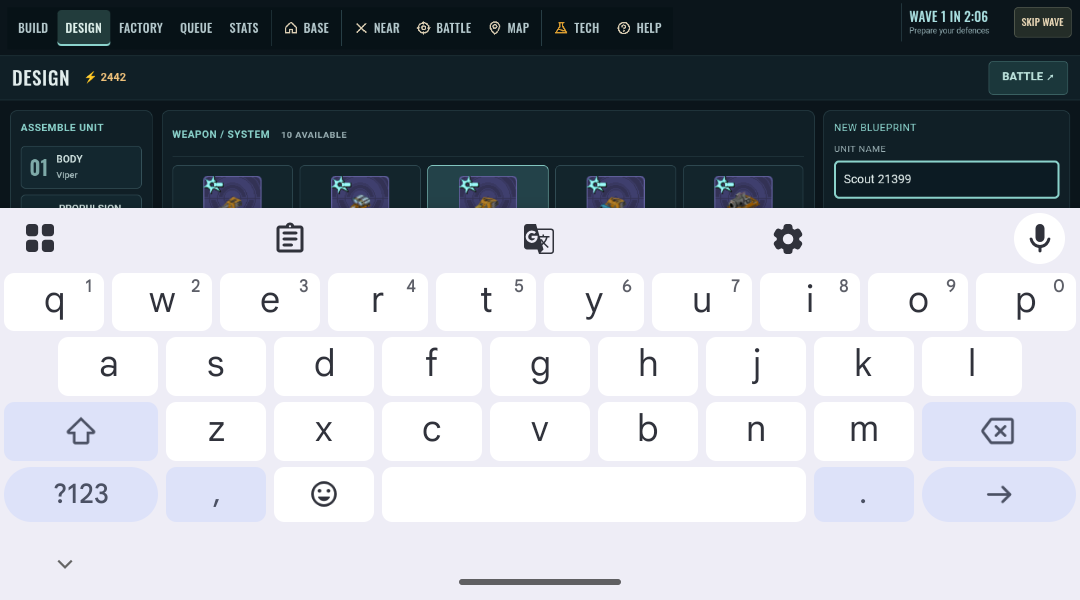 BUILD DESIGN FACTORY QUEUE STATS BASE NEAR BATTLE MAP TECH HELP
WAVE 1 IN 2:06
Prepare your defences
SKIP WAVE
DESIGN ⚡ 2442
BATTLE ↗
ASSEMBLE UNIT
01 BODY
Viper
PROPULSION
WEAPON / SYSTEM 10 AVAILABLE
NEW BLUEPRINT
UNIT NAME
Scout 21399
q 1 w 2 e 3 r 4 t 5 y 6 u 7 i 8 o 9 p 0
a s d f g h j k l
z x c v b n m
?123 , .